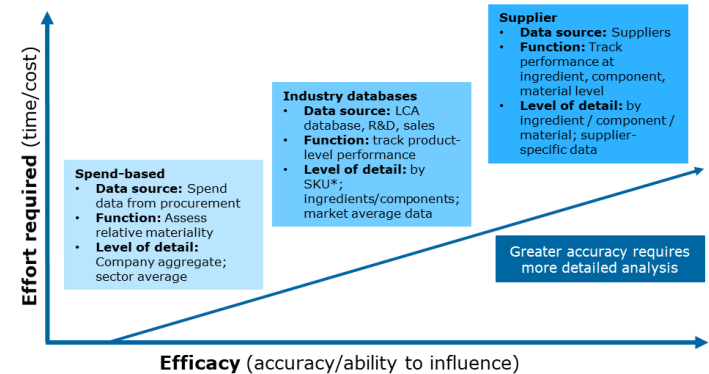 Supplier
• Data source: Suppliers
• Function: Track
performance at
ingredient, component,
material level
• Level of detail: by
ingredient / component /
material; supplier-
specific data
Industry databases
• Data source: LCA
database, R&D, sales
• Function: track product-
level performance
• Level of detail: by
SKU*;
ingredients/components;
market average data
Spend-based
• Data source: Spend
data from procurement
• Function: Assess
relative materiality
• Level of detail:
Company aggregate;
sector average
Effort required (time/cost)
Greater accuracy requires
more detailed analysis
Efficacy (accuracy/ability to influence)